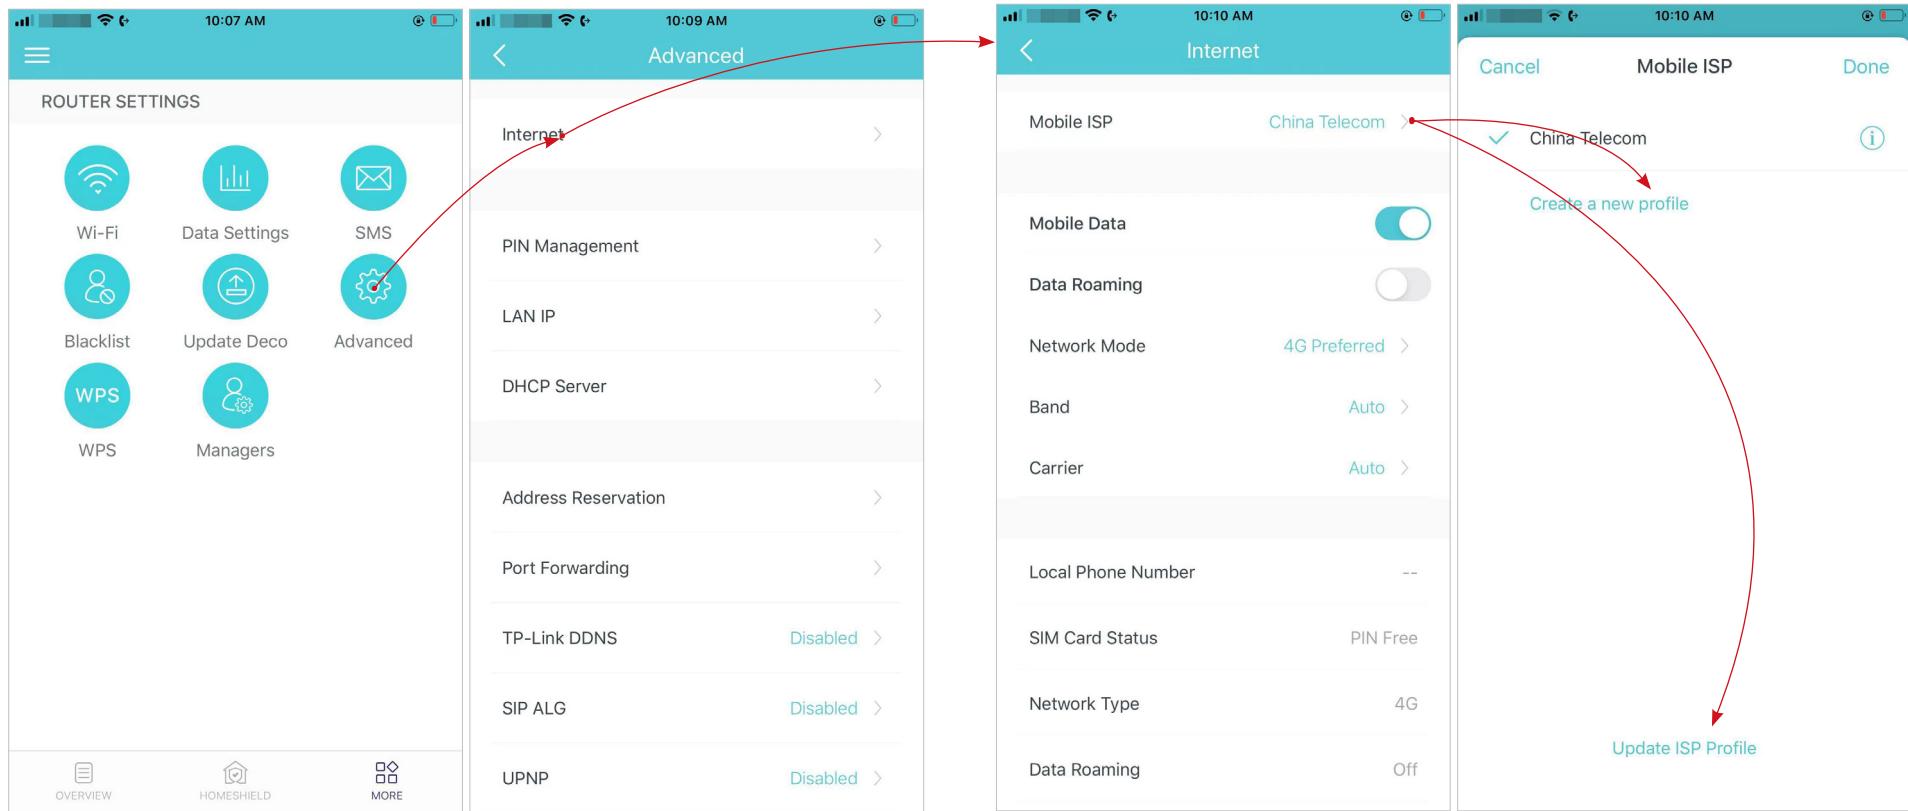 10:07 AM
ROUTER SETTINGS
Wi-Fi
Data Settings
SMS
Blacklist
Update Deco
Advanced
WPS
WPS
Managers
OVERVIEW
HOMESHIELD
MORE
10:09 AM
Advanced
Internet
PIN Management
LAN IP
DHCP Server
Address Reservation
Port Forwarding
TP-Link DDNS Disabled
SIP ALG Disabled
UPNP Disabled
10:10 AM
Internet
Mobile ISP China Telecom
Mobile Data
Data Roaming
Network Mode 4G Preferred
Band Auto
Carrier Auto
Local Phone Number --
SIM Card Status PIN Free
Network Type 4G
Data Roaming Off
10:10 AM
Cancel Mobile ISP Done
China Telecom
Create a new profile
Update ISP Profile